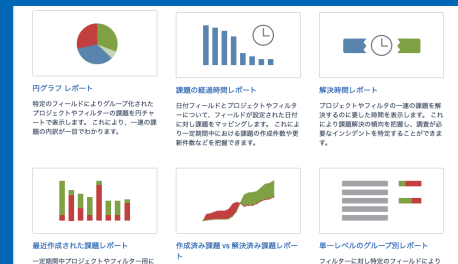 円グラフ レポート
特定のフィールドによりグループ化された
プロジェクトやフィルターの課題を円チャ
ートで表示します。 これにより、一連の課
題の内訳が一目でわかります。
課題の経過時間レポート
日付フィールドとプロジェクトやフィルタ
ーについて、フィールドが設定された日付
に対し課題をマッピングします。 これによ
り一定期間中における課題の作成件数や更
新件数などを把握できます。
解決時間レポート
プロジェクトやフィルタの一連の課題を解
決するのに要した時間を表示します。 これ
により課題解決の傾向を把握し、調査が必
要なインシデントを特定することができま
す。
最近作成された課題レポート
一定期間中プロジェクトやフィルター用に
作成済み課題 vs 解決済み課題レポー
ト
単一レベルのグループ別レポート
フィルターに対し特定のフィールドにより